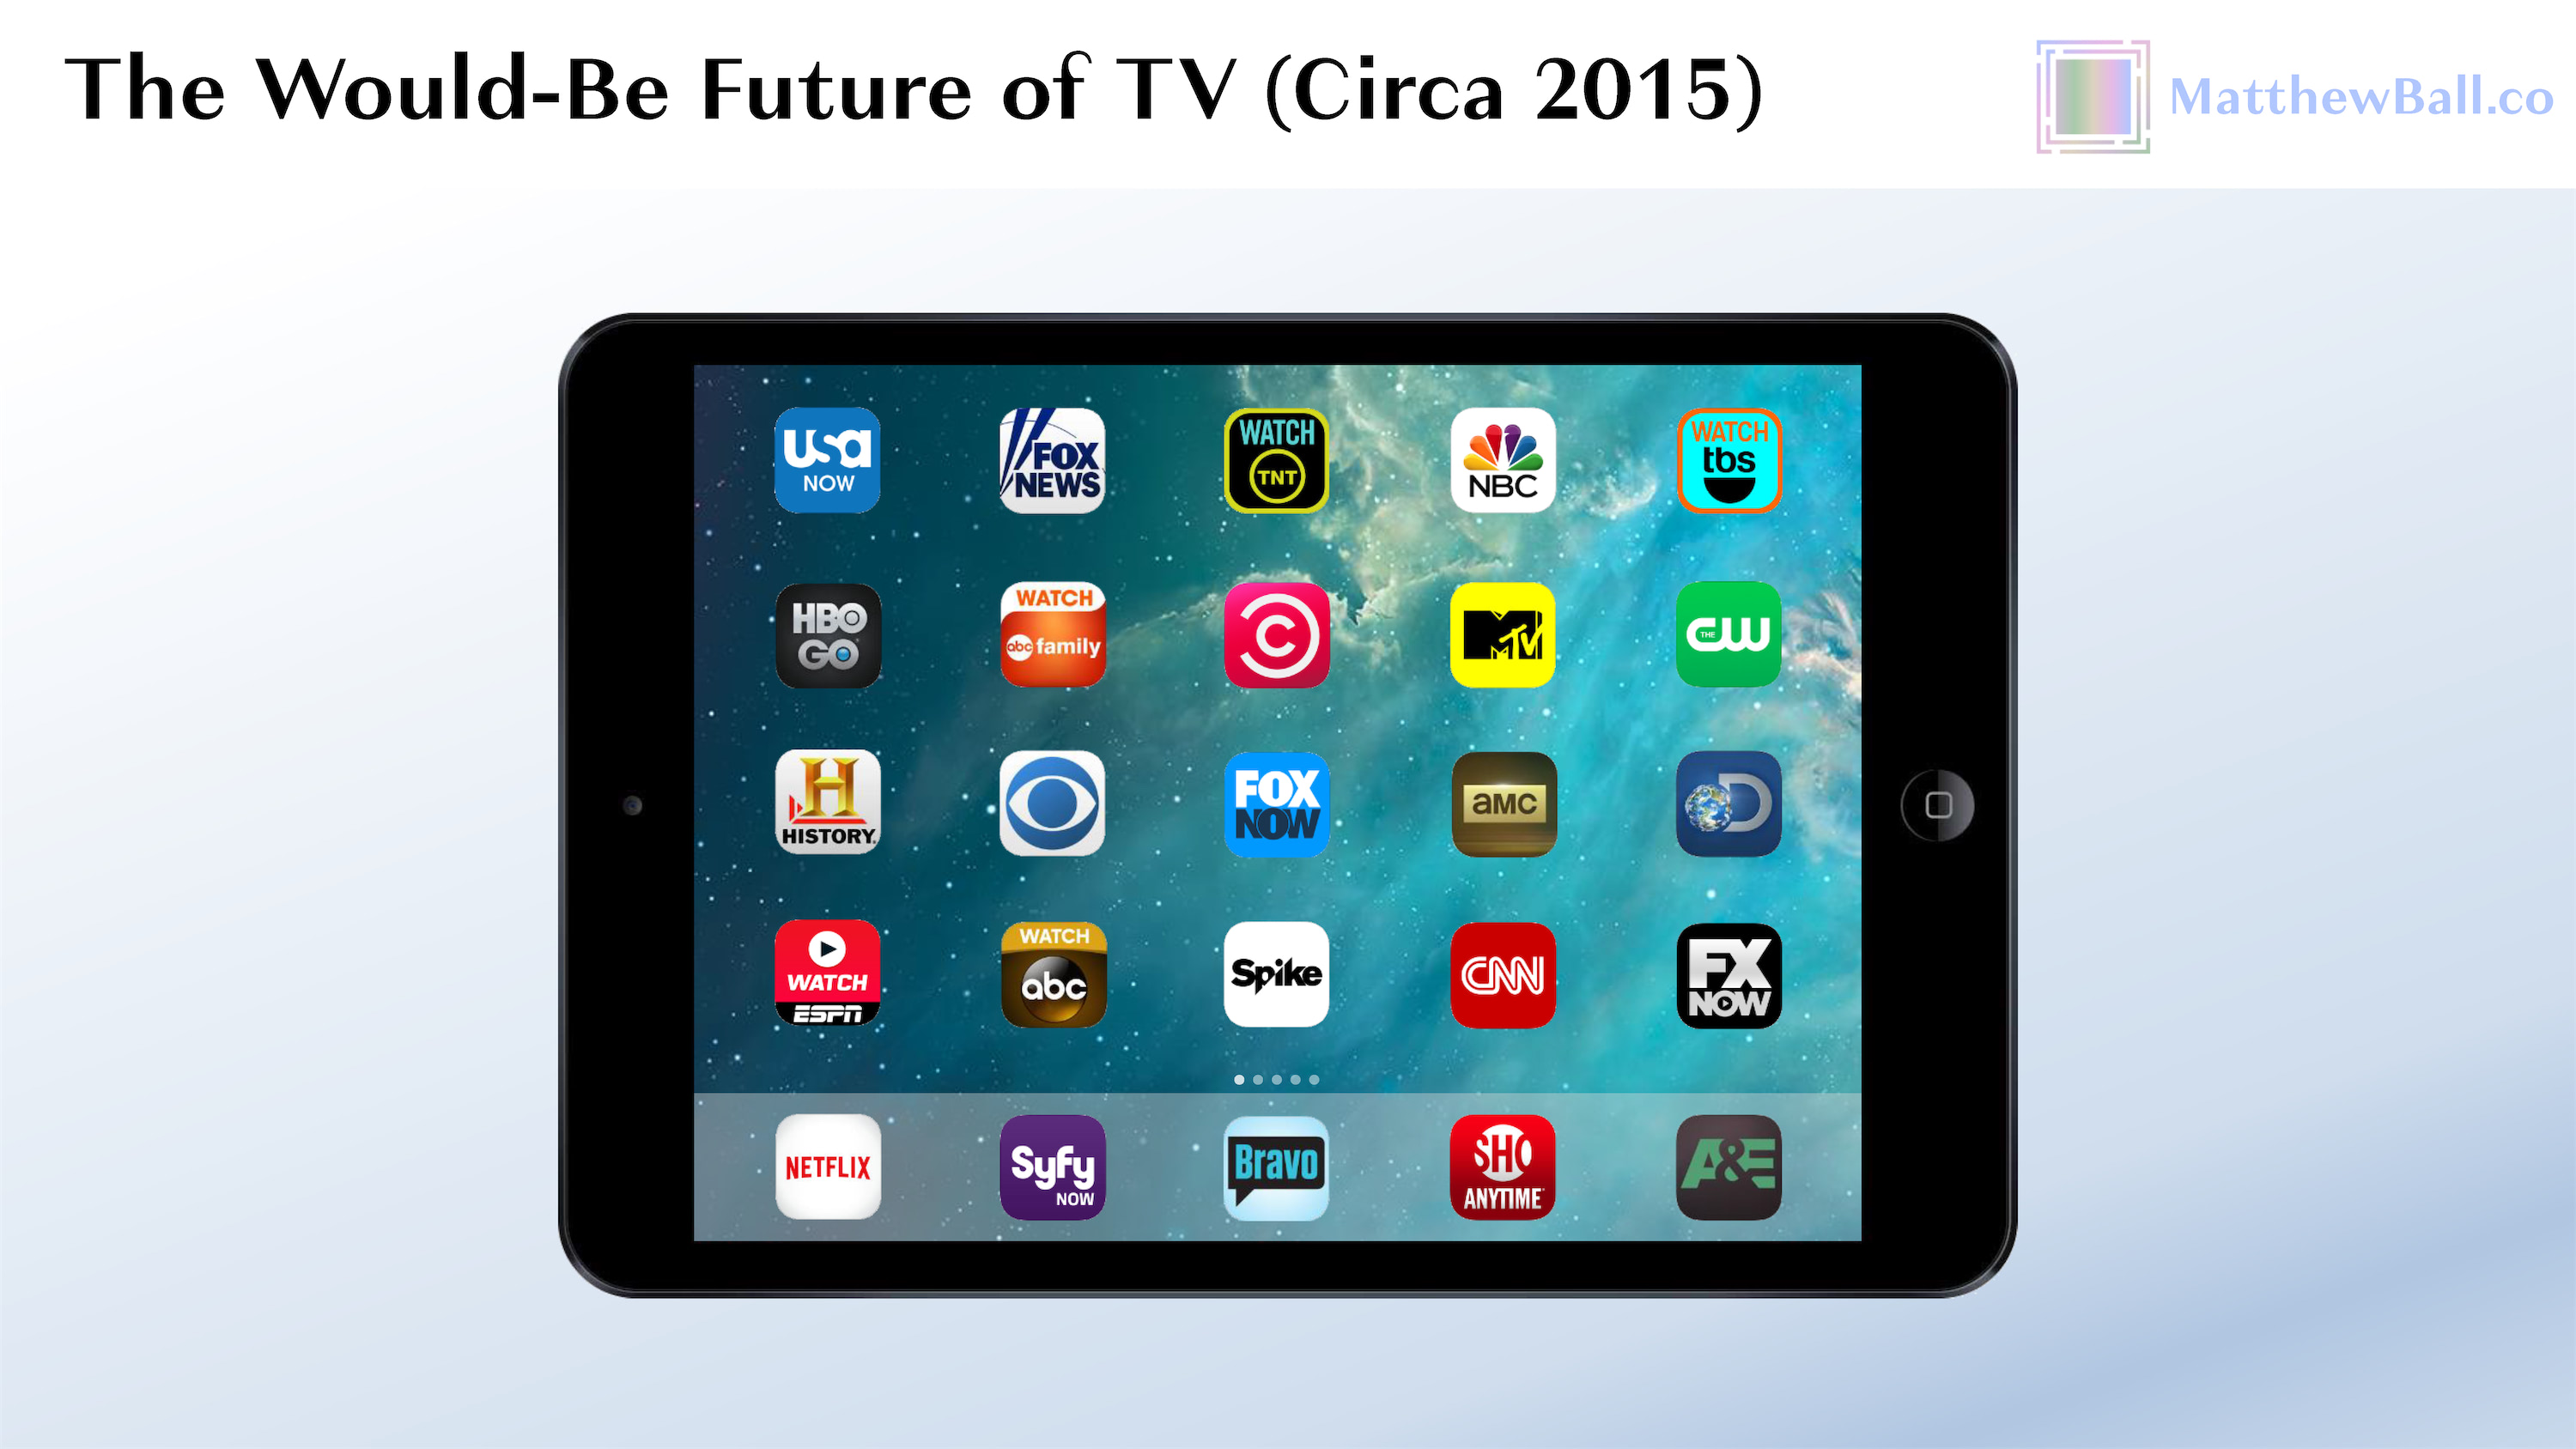 The Would-Be Future of TV (Circa 2015)
MatthewBall.co
usa
NOW
FOX
NEWS
WATCH
TNT
NBC
WATCH
tbs
HBO
GO
WATCH
abc family
C
MTV
THE CW
H
HISTORY
FOX
NOW
aMC
D
WATCH
ESPN
WATCH
abc
Spike
CNN
FX
NOW
NETFLIX
Syfy
NOW
Bravo
SHO
ANYTIME
A&E